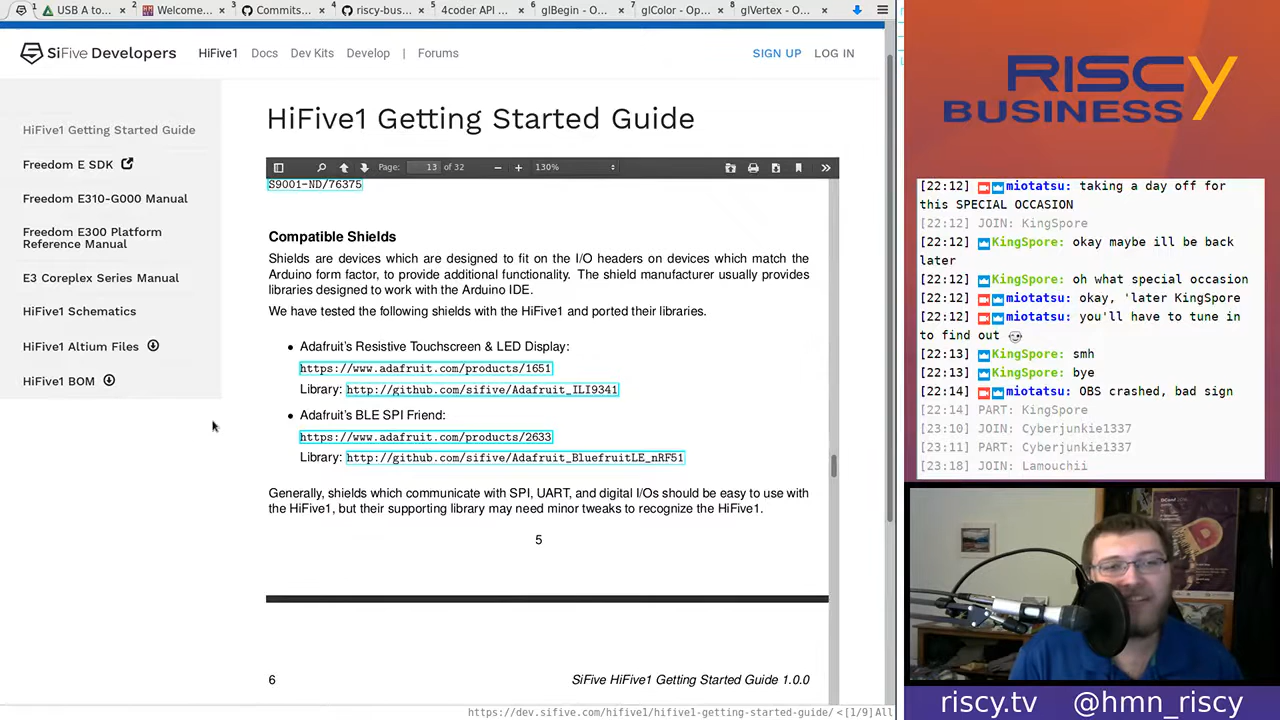 1 USB A to...
2 Welcome...
3 Commits...
4 riscy-bus...
5 4coder API ...
6 glBegin - O...
7 glColor - Op...
8 glVertex - O...
SiFive Developers
HiFive1
Docs
Dev Kits
Develop
|
Forums
SIGN UP
LOG IN
HiFive1 Getting Started Guide
Freedom E SDK
Freedom E310-G000 Manual
Freedom E300 Platform
Reference Manual
E3 Coreplex Series Manual
HiFive1 Schematics
HiFive1 Altium Files
HiFive1 BOM
HiFive1 Getting Started Guide
Page: 13 of 32
130%
S9001-ND/76375
Compatible Shields
Shields are devices which are designed to fit on the I/O headers on devices which match the
Arduino form factor, to provide additional functionality. The shield manufacturer usually provides
libraries designed to work with the Arduino IDE.
We have tested the following shields with the HiFive1 and ported their libraries.
• Adafruit's Resistive Touchscreen & LED Display:
https://www.adafruit.com/products/1651
Library: http://github.com/sifive/Adafruit_ILI9341
• Adafruit's BLE SPI Friend:
https://www.adafruit.com/products/2633
Library: http://github.com/sifive/Adafruit_BluefruitLE_nRF51
Generally, shields which communicate with SPI, UART, and digital I/Os should be easy to use with
the HiFive1, but their supporting library may need minor tweaks to recognize the HiFive1.
5
6
SiFive HiFive1 Getting Started Guide 1.0.0
https://dev.sifive.com/hifive1/hifive1-getting-started-guide/ <[1/9]All
RISCY
BUSINESS
[22:12] miotatsu: taking a day off for
this SPECIAL OCCASION
[22:12] JOIN: KingSpore
[22:12] KingSpore: okay maybe ill be back
later
[22:12] KingSpore: oh what special occasion
[22:12] miotatsu: okay, 'later KingSpore
[22:12] miotatsu: you'll have to tune in
to find out
[22:13] KingSpore: smh
[22:13] KingSpore: bye
[22:14] miotatsu: OBS crashed, bad sign
[22:14] PART: KingSpore
[23:10] JOIN: Cyberjunkie1337
[23:11] PART: Cyberjunkie1337
[23:18] JOIN: Lamouchii
riscy.tv @hmn_riscy